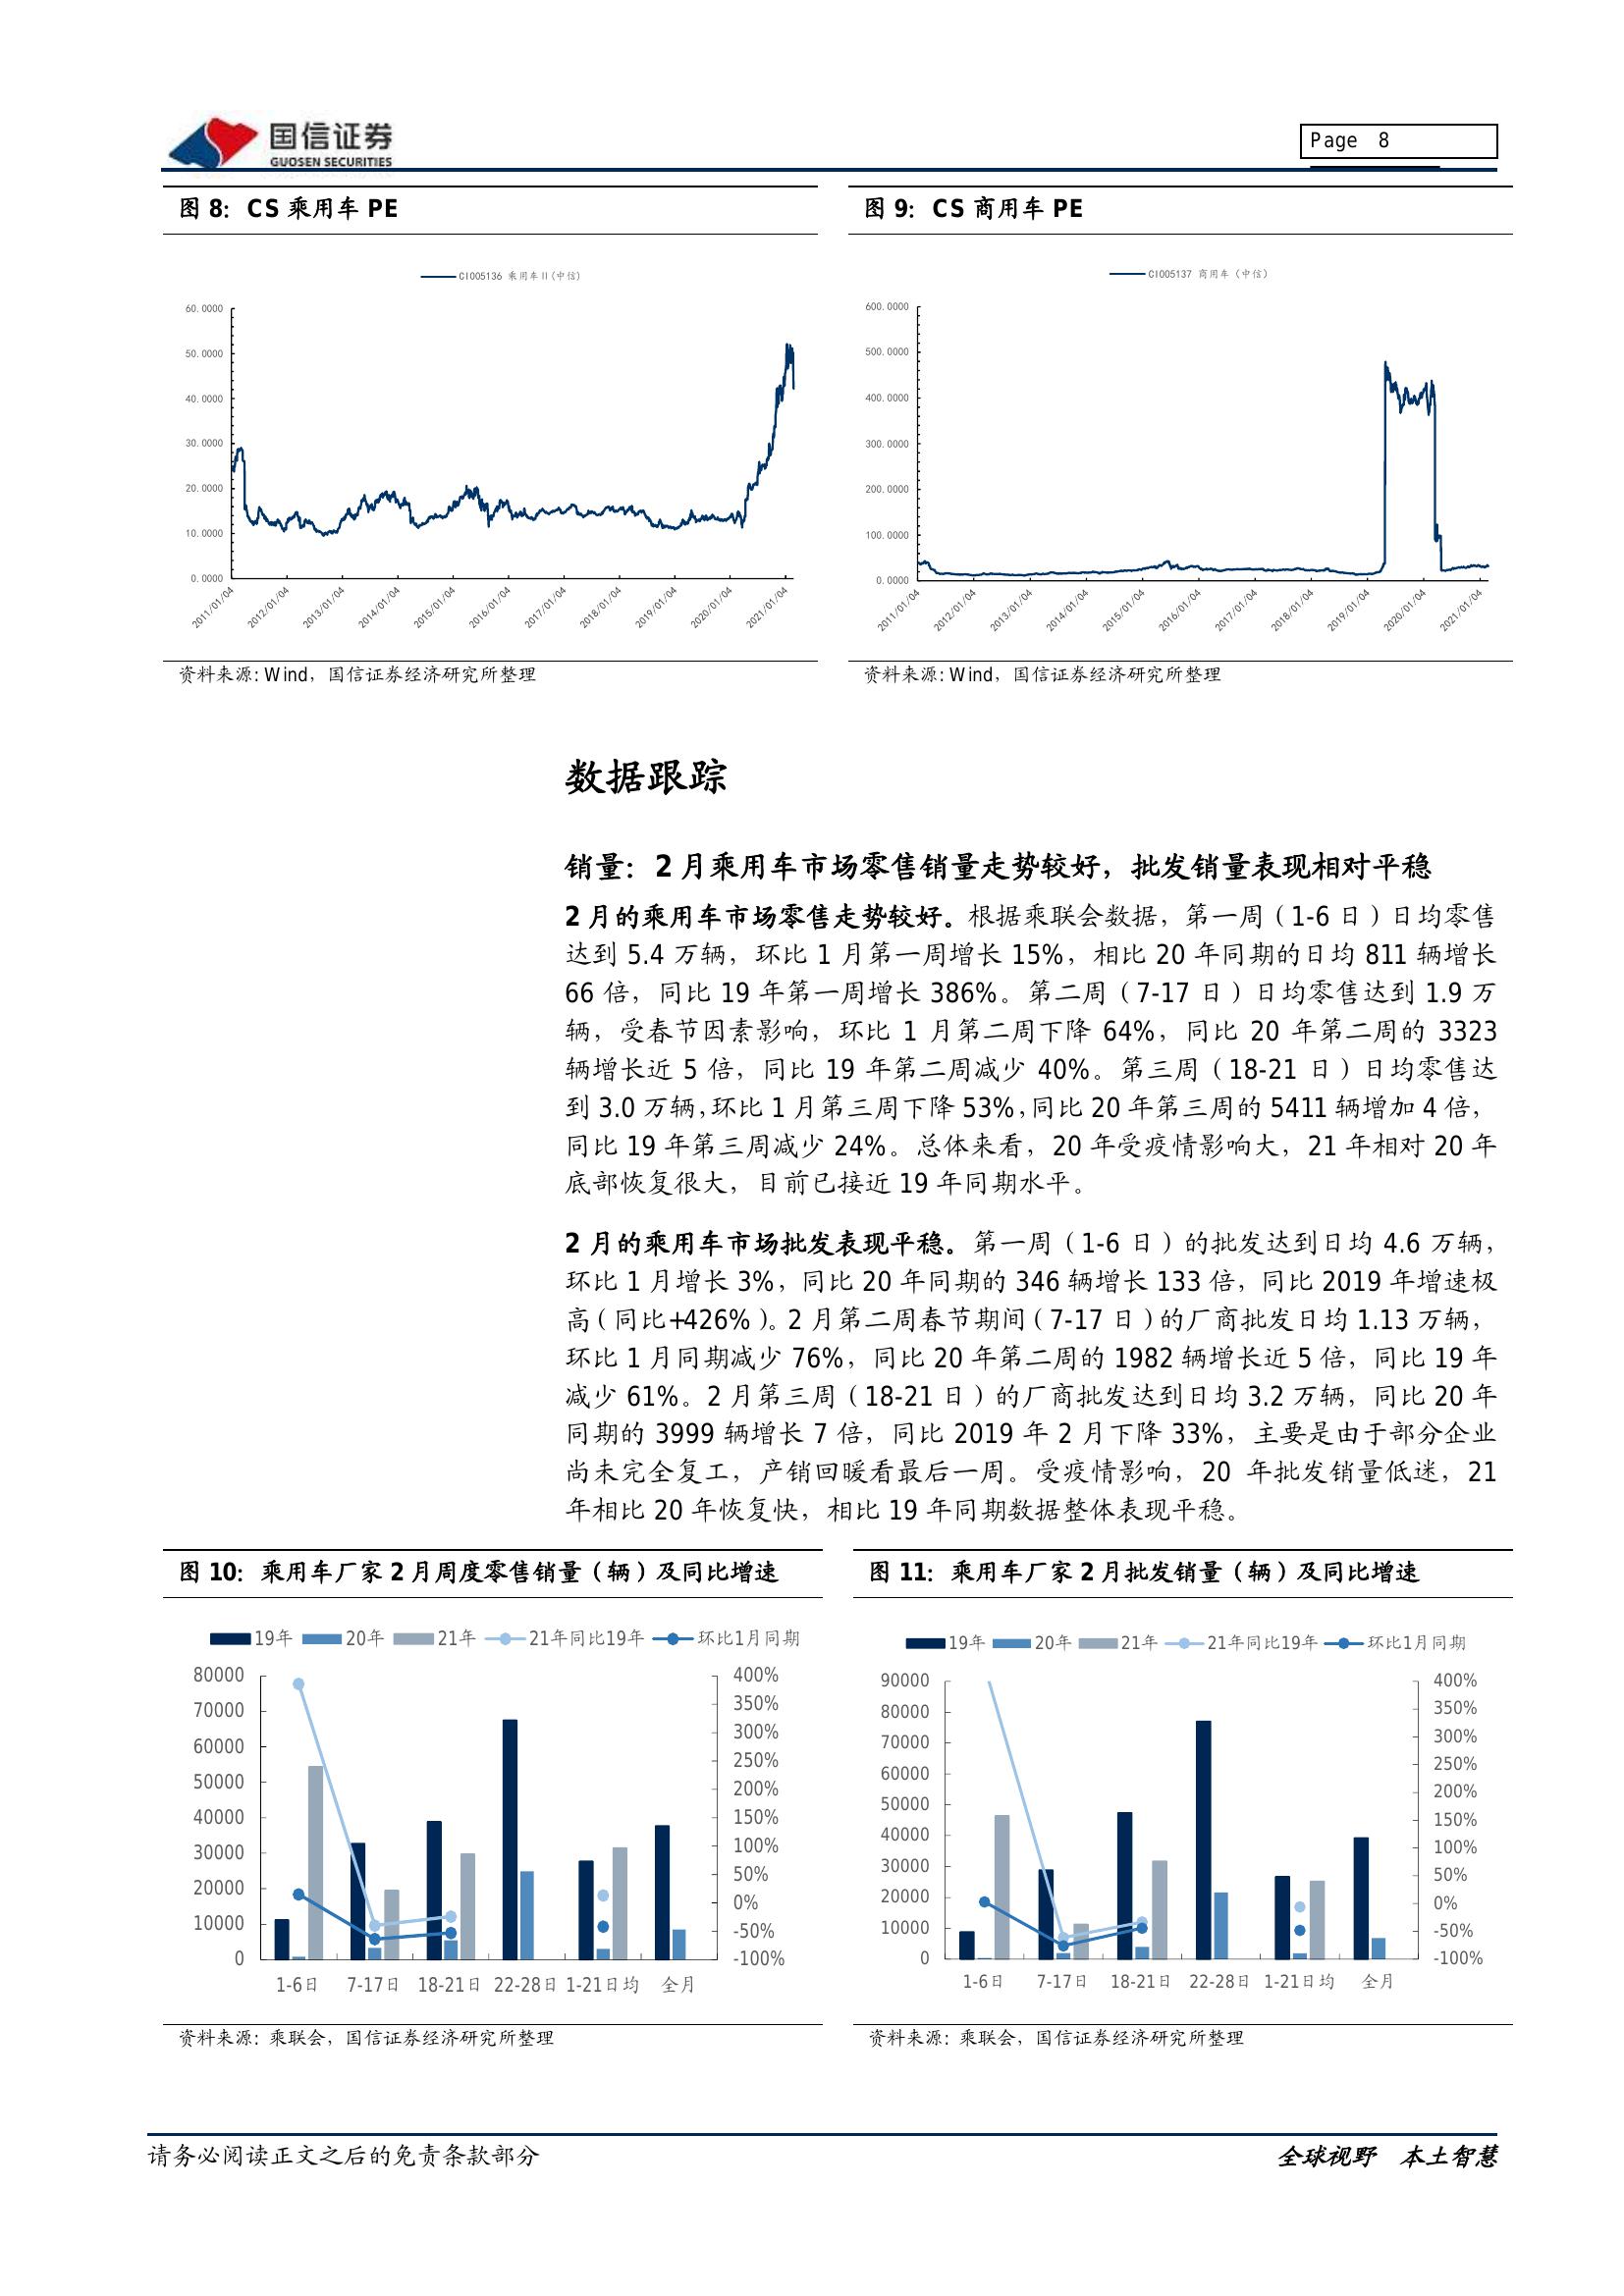 国信证券
GUOSEN SECURITIES
Page 8
图 8：CS 乘用车 PE
CI005136 乘用车II(中信)
60.0000
50.0000
40.0000
30.0000
20.0000
10.0000
0.0000
2011/01/04
2012/01/04
2013/01/04
2014/01/04
2015/01/04
2016/01/04
2017/01/04
2018/01/04
2019/01/04
2020/01/04
2021/01/04
资料来源: Wind，国信证券经济研究所整理
图 9：CS 商用车 PE
CI005137 商用车（中信）
600.0000
500.0000
400.0000
300.0000
200.0000
100.0000
0.0000
2011/01/04
2012/01/04
2013/01/04
2014/01/04
2015/01/04
2016/01/04
2017/01/04
2018/01/04
2019/01/04
2020/01/04
2021/01/04
资料来源: Wind，国信证券经济研究所整理
数据跟踪
销量：2 月乘用车市场零售销量走势较好，批发销量表现相对平稳
2 月的乘用车市场零售走势较好。根据乘联会数据，第一周（1-6 日）日均零售
达到 5.4 万辆，环比 1 月第一周增长 15%，相比 20 年同期的日均 811 辆增长
66 倍，同比 19 年第一周增长 386%。第二周（7-17 日）日均零售达到 1.9 万
辆，受春节因素影响，环比 1 月第二周下降 64%，同比 20 年第二周的 3323
辆增长近 5 倍，同比 19 年第二周减少 40%。第三周（18-21 日）日均零售达
到 3.0 万辆，环比 1 月第三周下降 53%，同比 20 年第三周的 5411 辆增加 4 倍，
同比 19 年第三周减少 24%。总体来看，20 年受疫情影响大，21 年相对 20 年
底部恢复很大，目前已接近 19 年同期水平。
2 月的乘用车市场批发表现平稳。第一周（1-6 日）的批发达到日均 4.6 万辆，
环比 1 月增长 3%，同比 20 年同期的 346 辆增长 133 倍，同比 2019 年增速极
高（同比+426%）。2 月第二周春节期间（7-17 日）的厂商批发日均 1.13 万辆，
环比 1 月同期减少 76%，同比 20 年第二周的 1982 辆增长近 5 倍，同比 19 年
减少 61%。2 月第三周（18-21 日）的厂商批发达到日均 3.2 万辆，同比 20 年
同期的 3999 辆增长 7 倍，同比 2019 年 2 月下降 33%，主要是由于部分企业
尚未完全复工，产销回暖看最后一周。受疫情影响，20 年批发销量低迷，21
年相比 20 年恢复快，相比 19 年同期数据整体表现平稳。
图 10：乘用车厂家 2 月周度零售销量（辆）及同比增速
19年 20年 21年 21年同比19年 环比1月同期
80000
70000
60000
50000
40000
30000
20000
10000
0
400%
350%
300%
250%
200%
150%
100%
50%
0%
-50%
-100%
1-6日 7-17日 18-21日 22-28日 1-21日均 全月
资料来源: 乘联会，国信证券经济研究所整理
图 11：乘用车厂家 2 月批发销量（辆）及同比增速
19年 20年 21年 21年同比19年 环比1月同期
90000
80000
70000
60000
50000
40000
30000
20000
10000
0
400%
350%
300%
250%
200%
150%
100%
50%
0%
-50%
-100%
1-6日 7-17日 18-21日 22-28日 1-21日均 全月
资料来源: 乘联会，国信证券经济研究所整理
请务必阅读正文之后的免责条款部分
全球视野 本土智慧